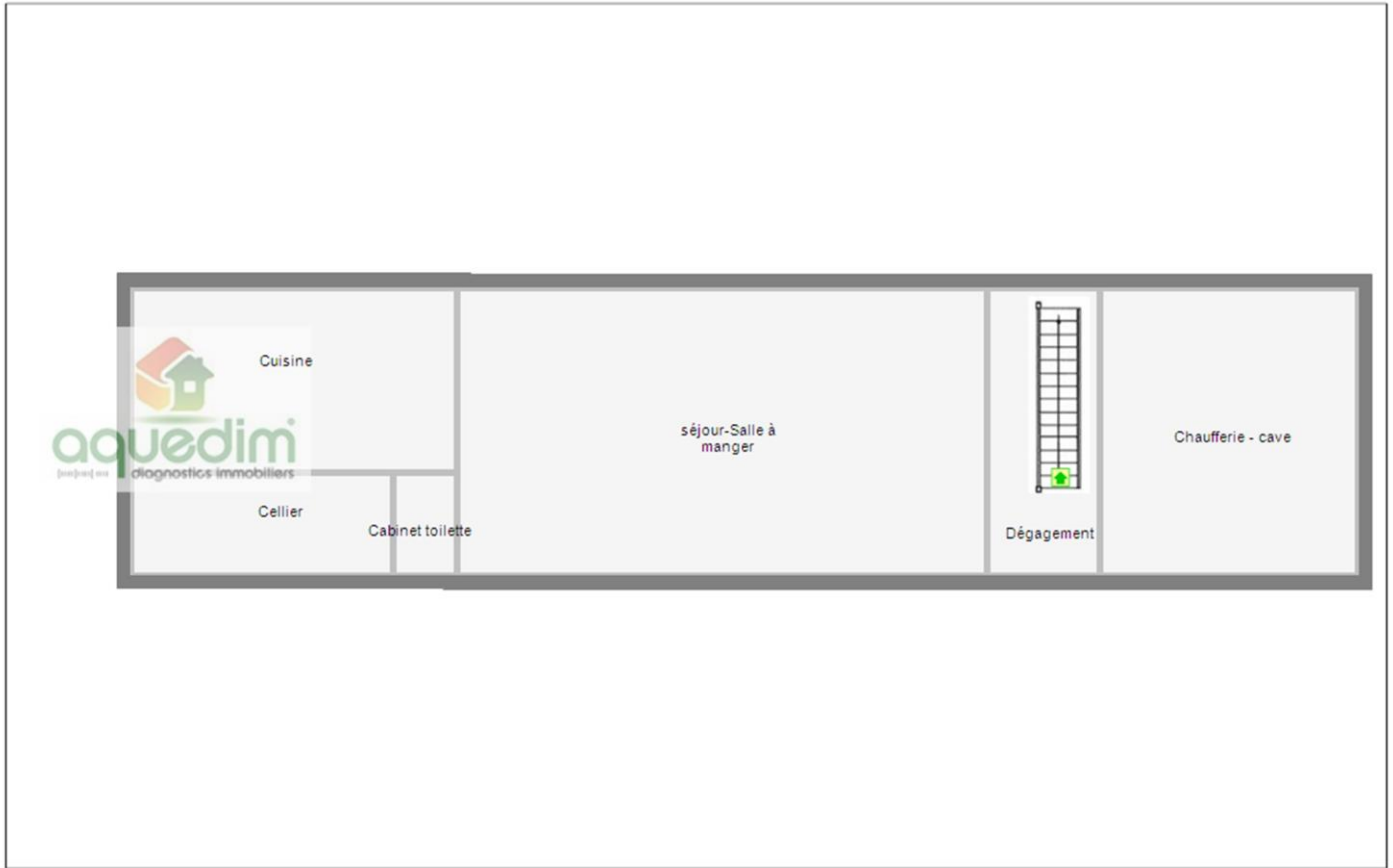 Cuisine
aquedim
diagnostics immobiliers
séjour-Salle à
manger
Chaufferie - cave
Cellier
Cabinet toilette
Dégagement